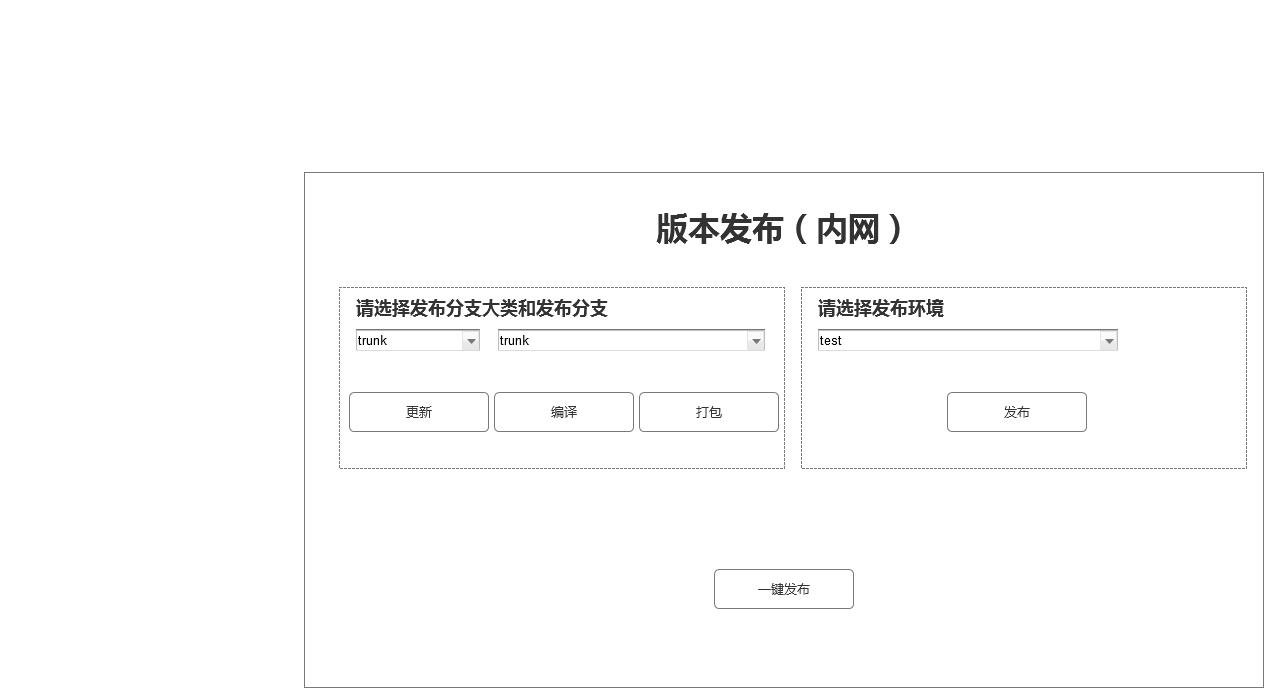 版本发布（内网）
请选择发布分支大类和发布分支
trunk
trunk
更新
编译
打包
请选择发布环境
test
发布
一键发布